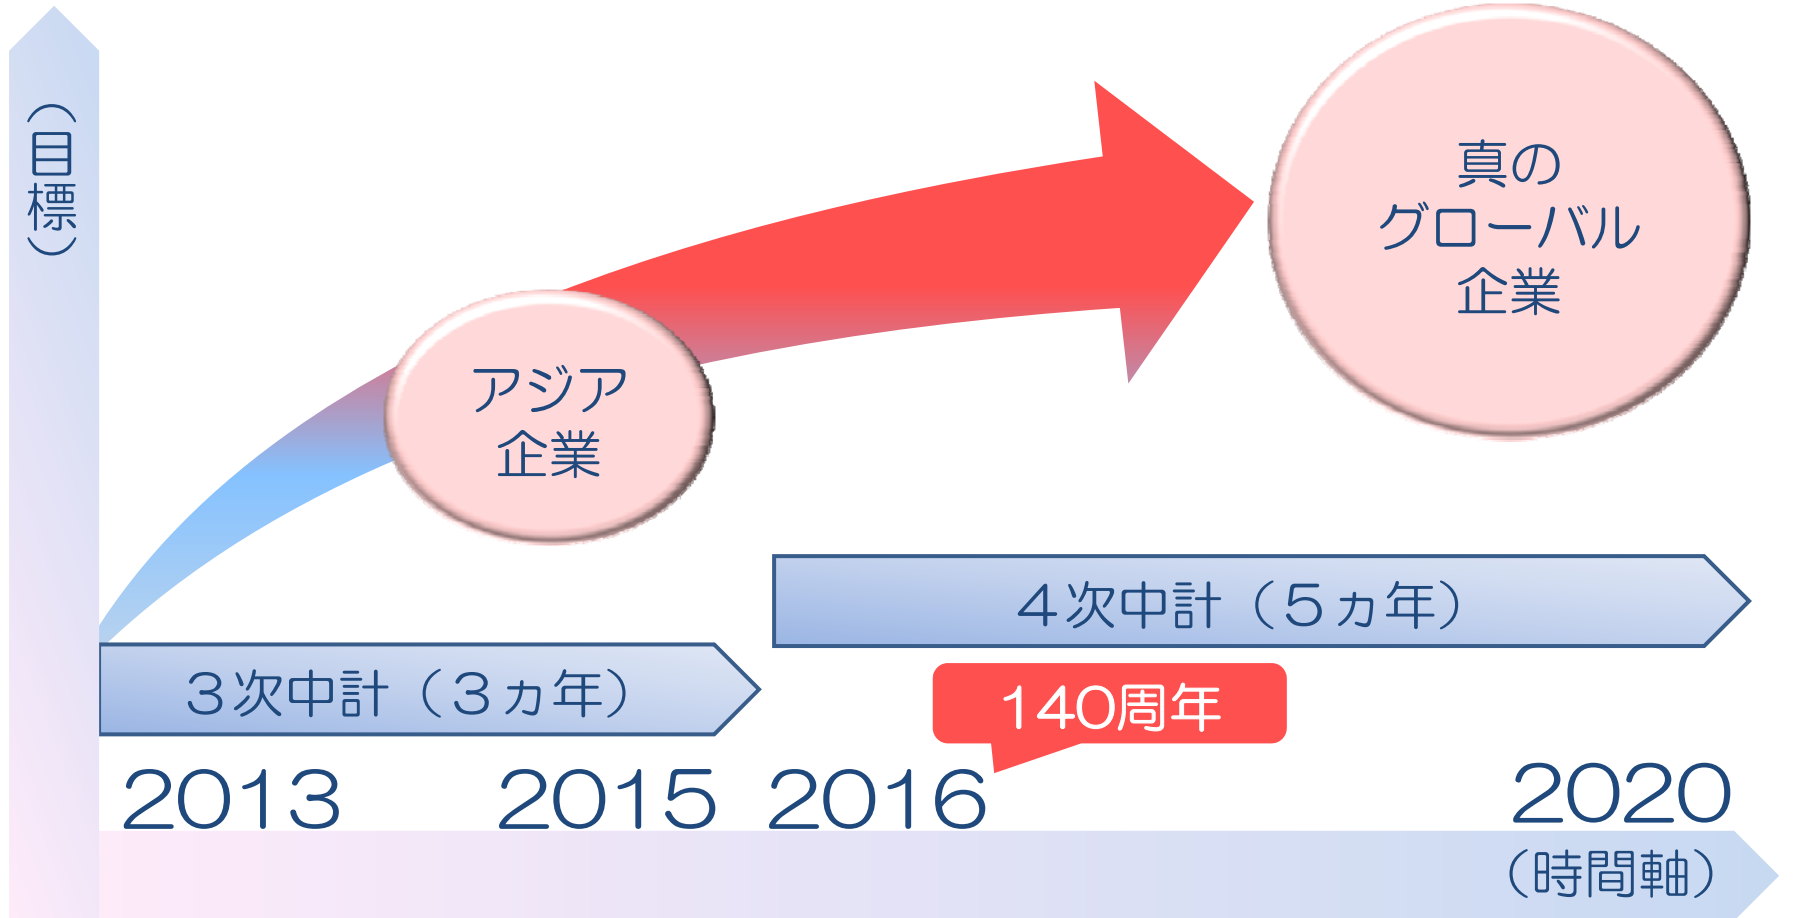 （目標）
真の
グローバル
企業
アジア
企業
４次中計（５ヵ年）
３次中計（３ヵ年）
140周年
2013
2015
2016
2020
（時間軸）